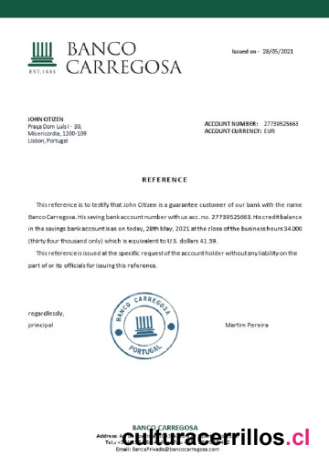 BANCO
CARREGOSA
EST. 1833
Issued on - 28/05/2021
JOHN CITIZEN
Praça Dom Luís I - 30,
Misericordia, 1200-109
Lisbon, Portugal
ACCOUNT NUMBER: 27739525663
ACCOUNT CURRENCY: EUR
REFERENCE
This reference is to testify that John Citizen is a guarantee customer of our bank with the name
Banco Carregosa. His saving bank account number with us acc. no. 27739525663. His credit balance
in the savings bank account is as on today, 28th May, 2021 at the close of the business hours 34.000
(thirty four thousand only) which is equivalent to U.S. dollars 41.39.
This reference is issued at the specific request of the account holder without any liability on the
part of or its officials for issuing this reference.
BANCO CARREGOSA
PORTUGAL
regardlessly,
principal
Martim Pereira
BANCO CARREGOSA
Address:
culturacerrillos.cl
Tel.:
Email: BancaPrivada@bancocarregosa.com